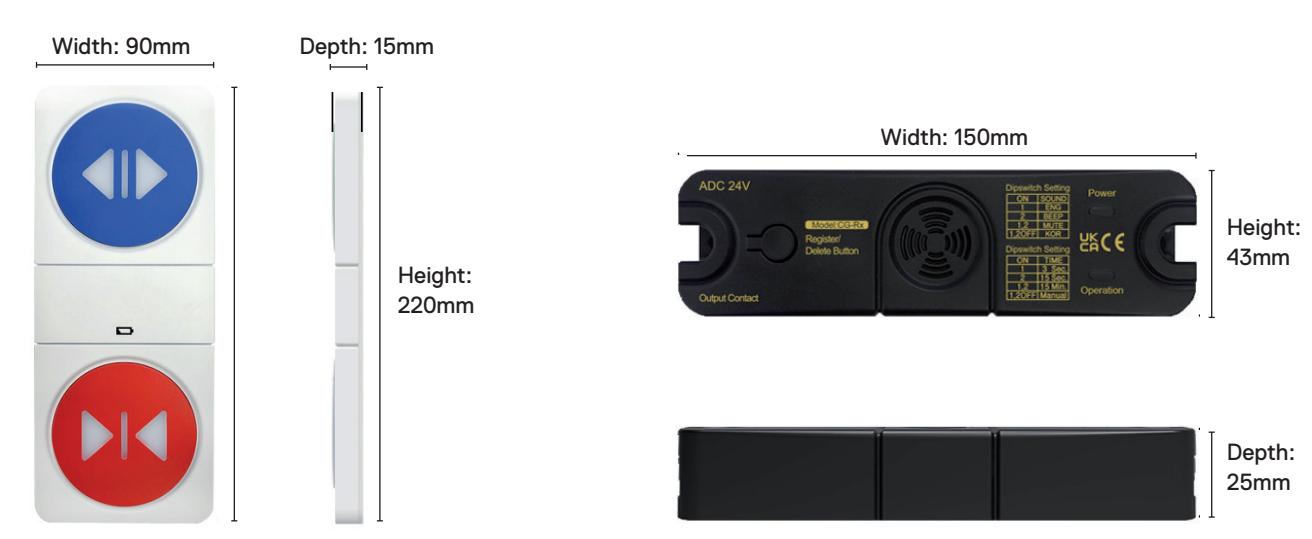 Width: 90mm
Depth: 15mm
Height:
220mm
Width: 150mm
ADC 24V
Model:CG-Rx
Register/
Delete Button
Output Contact
Dipswitch Setting
ON SOUND
1 ENG
2 BEEP
1,2 MUTE
1,2OFF KOR
Dipswitch Setting
ON TIME
1 3 Sec.
2 15 Sec.
1,2 15 Min.
1,2OFF Manual
Power
UK
CA CE
Operation
Height:
43mm
Depth:
25mm